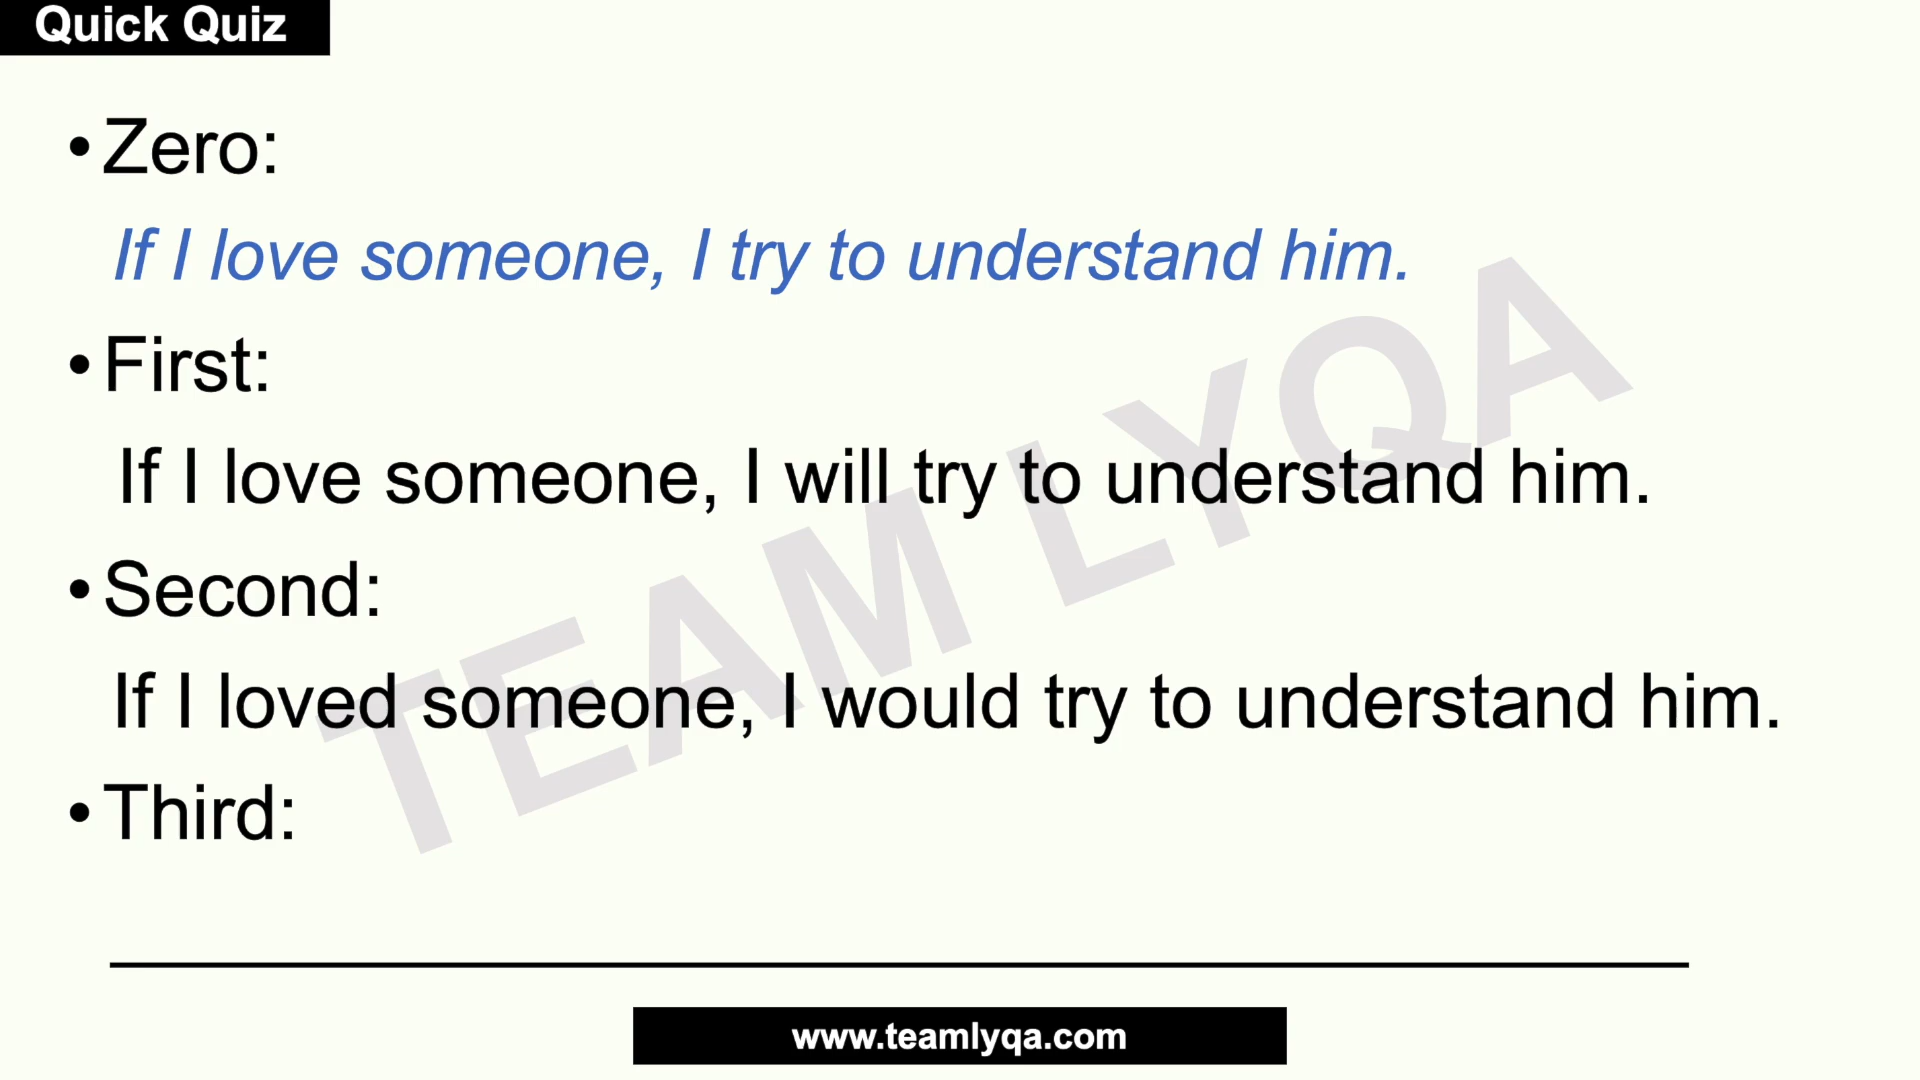 Quick Quiz
• Zero:
If I love someone, I try to understand him.
• First:
If I love someone, I will try to understand him.
• Second:
If I loved someone, I would try to understand him.
• Third:
TEAM LYQA
www.teamlyqa.com